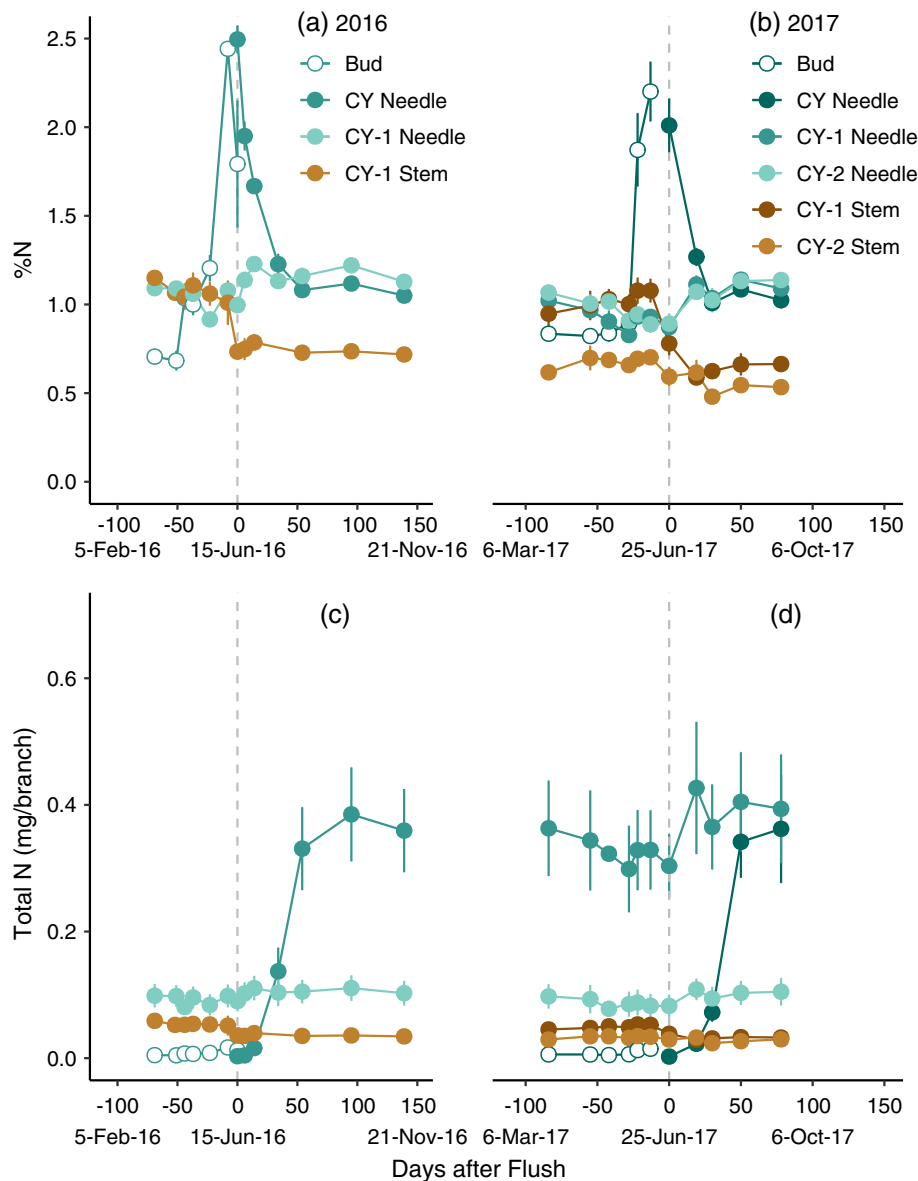 (a) 2016
Bud
CY Needle
CY-1 Needle
CY-1 Stem
(b) 2017
Bud
CY Needle
CY-1 Needle
CY-2 Needle
CY-1 Stem
CY-2 Stem
%N
2.5
2.0
1.5
1.0
0.5
0.0
-100 -50 0 50 100 150
5-Feb-16 15-Jun-16 21-Nov-16
-100 -50 0 50 100 150
6-Mar-17 25-Jun-17 6-Oct-17
(c)
(d)
Total N (mg/branch)
0.6
0.4
0.2
0.0
-100 -50 0 50 100 150
5-Feb-16 15-Jun-16 21-Nov-16
-100 -50 0 50 100 150
6-Mar-17 25-Jun-17 6-Oct-17
Days after Flush